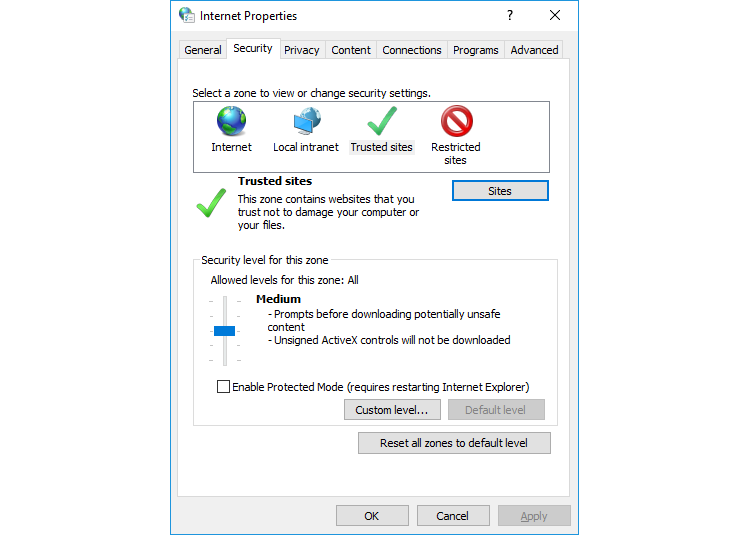 Internet Properties
?
General Security Privacy Content Connections Programs Advanced
Select a zone to view or change security settings.
Internet
Local intranet
Trusted sites
Restricted
sites
Trusted sites
This zone contains websites that you
trust not to damage your computer or
your files.
Sites
Security level for this zone
Allowed levels for this zone: All
Medium
- Prompts before downloading potentially unsafe
content
- Unsigned ActiveX controls will not be downloaded
Enable Protected Mode (requires restarting Internet Explorer)
Custom level...
Default level
Reset all zones to default level
OK
Cancel
Apply